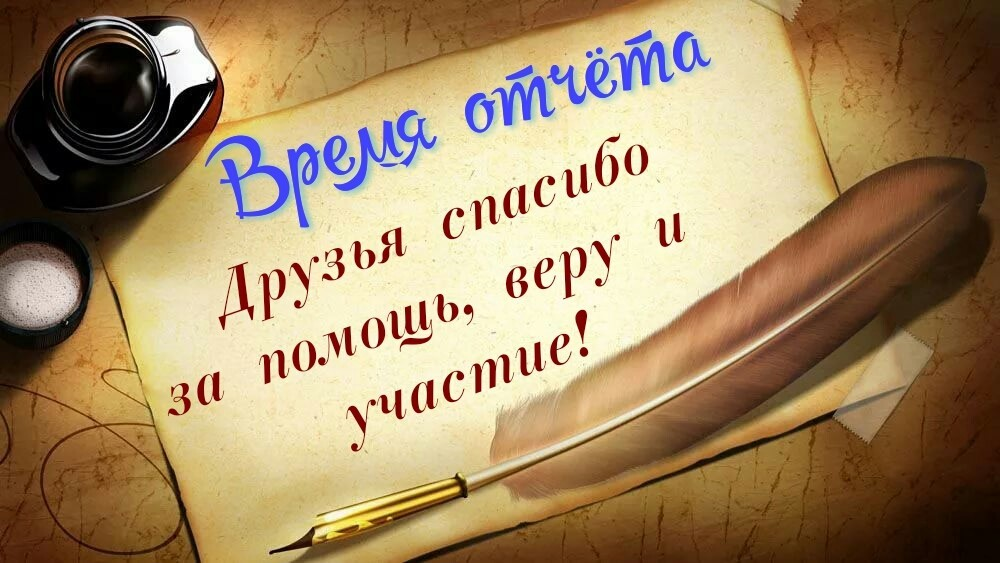 Время отчёта
Друзья спасибо
за помощь, веру и
участие!